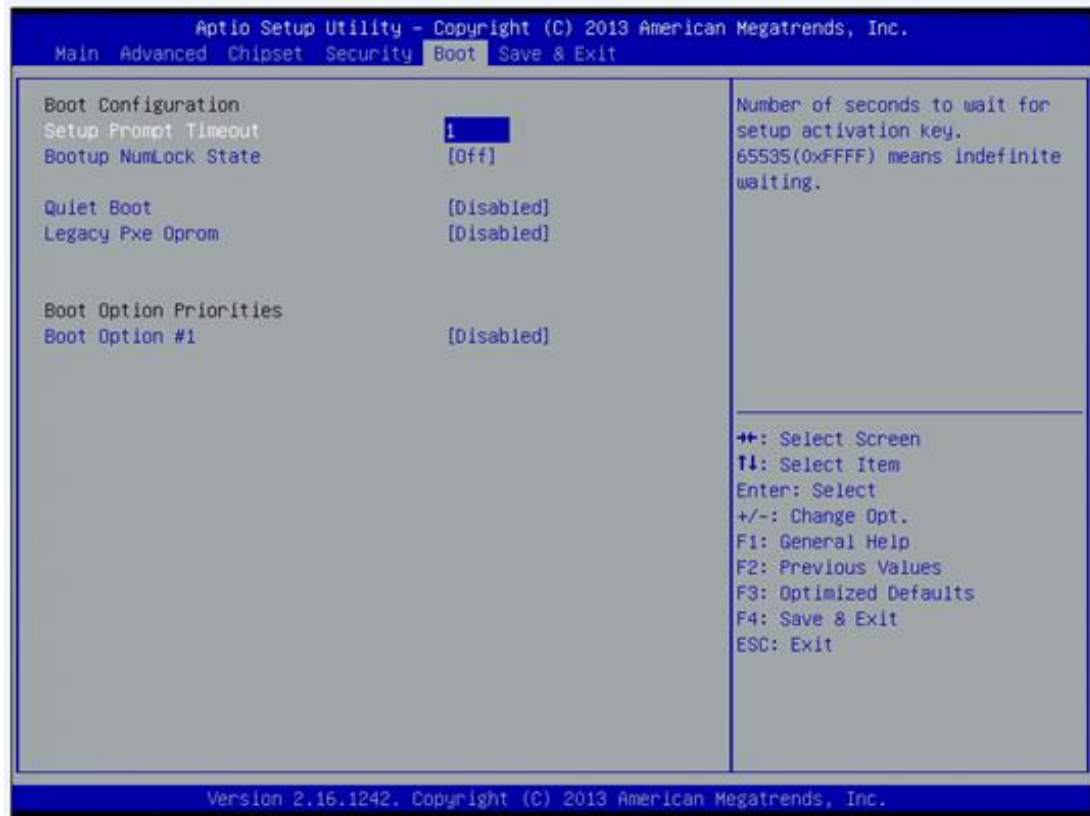 Aptio Setup Utility – Copyright (C) 2013 American Megatrends, Inc.
Main Advanced Chipset Security Boot Save & Exit
Boot Configuration
Setup Prompt Timeout 1
Bootup NumLock State [Off]
Quiet Boot [Disabled]
Legacy Pxe Oprom [Disabled]
Boot Option Priorities
Boot Option #1 [Disabled]
Number of seconds to wait for
setup activation key.
65535(0xFFFF) means indefinite
waiting.
→←: Select Screen
↑↓: Select Item
Enter: Select
+/-: Change Opt.
F1: General Help
F2: Previous Values
F3: Optimized Defaults
F4: Save & Exit
ESC: Exit
Version 2.16.1242. Copyright (C) 2013 American Megatrends, Inc.